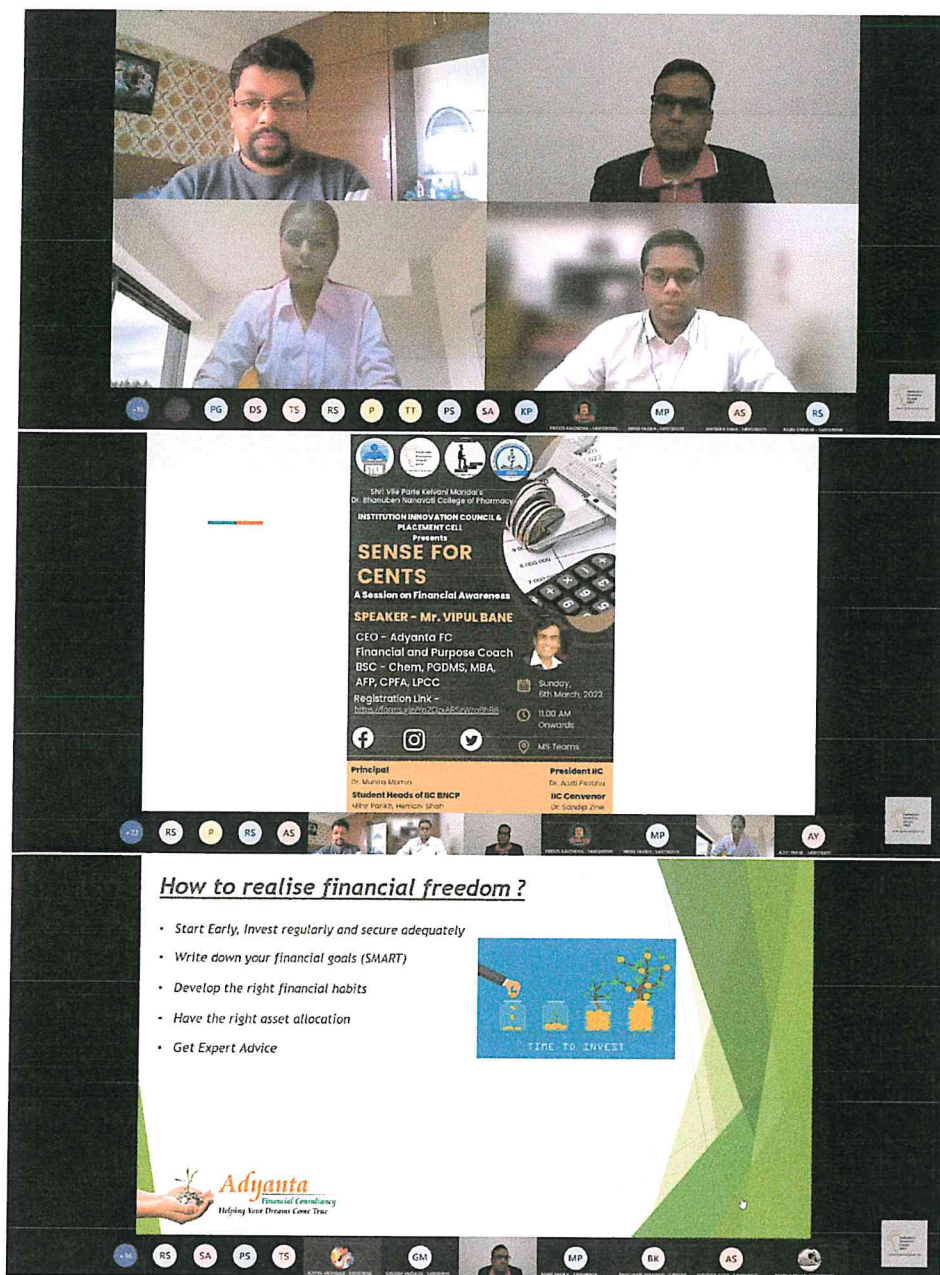 +16
PG
DS
TS
RS
P
TT
PS
SA
KP
MP
AS
RS
Shri Vile Parle Kelvani Mandal's
Dr. Bhanuben Nanavati College of Pharmacy
INSTITUTION INNOVATION COUNCIL &
PLACEMENT CELL
Presents
SENSE FOR
CENTS
A Session on Financial Awareness
SPEAKER - Mr. VIPUL BANE
CEO - Adyanta FC
Financial and Purpose Coach
BSC - Chem, PGDMS, MBA,
AFP, CPFA, LPCC
Registration Link -
Sunday,
6th March, 2022
11.00 AM
Onwards
MS Teams
Principal
President IIC
Student Heads of IIC BNCP
IIC Convenor
Dr. Sandip Zine
+22
RS
P
RS
AS
MP
AY
How to realise financial freedom ?
• Start Early, Invest regularly and secure adequately
• Write down your financial goals (SMART)
• Develop the right financial habits
• Have the right asset allocation
• Get Expert Advice
TIME TO INVEST
Adyanta
Financial Consultancy
Helping Your Dreams Come True
+16
RS
SA
PS
TS
GM
MP
BK
AS